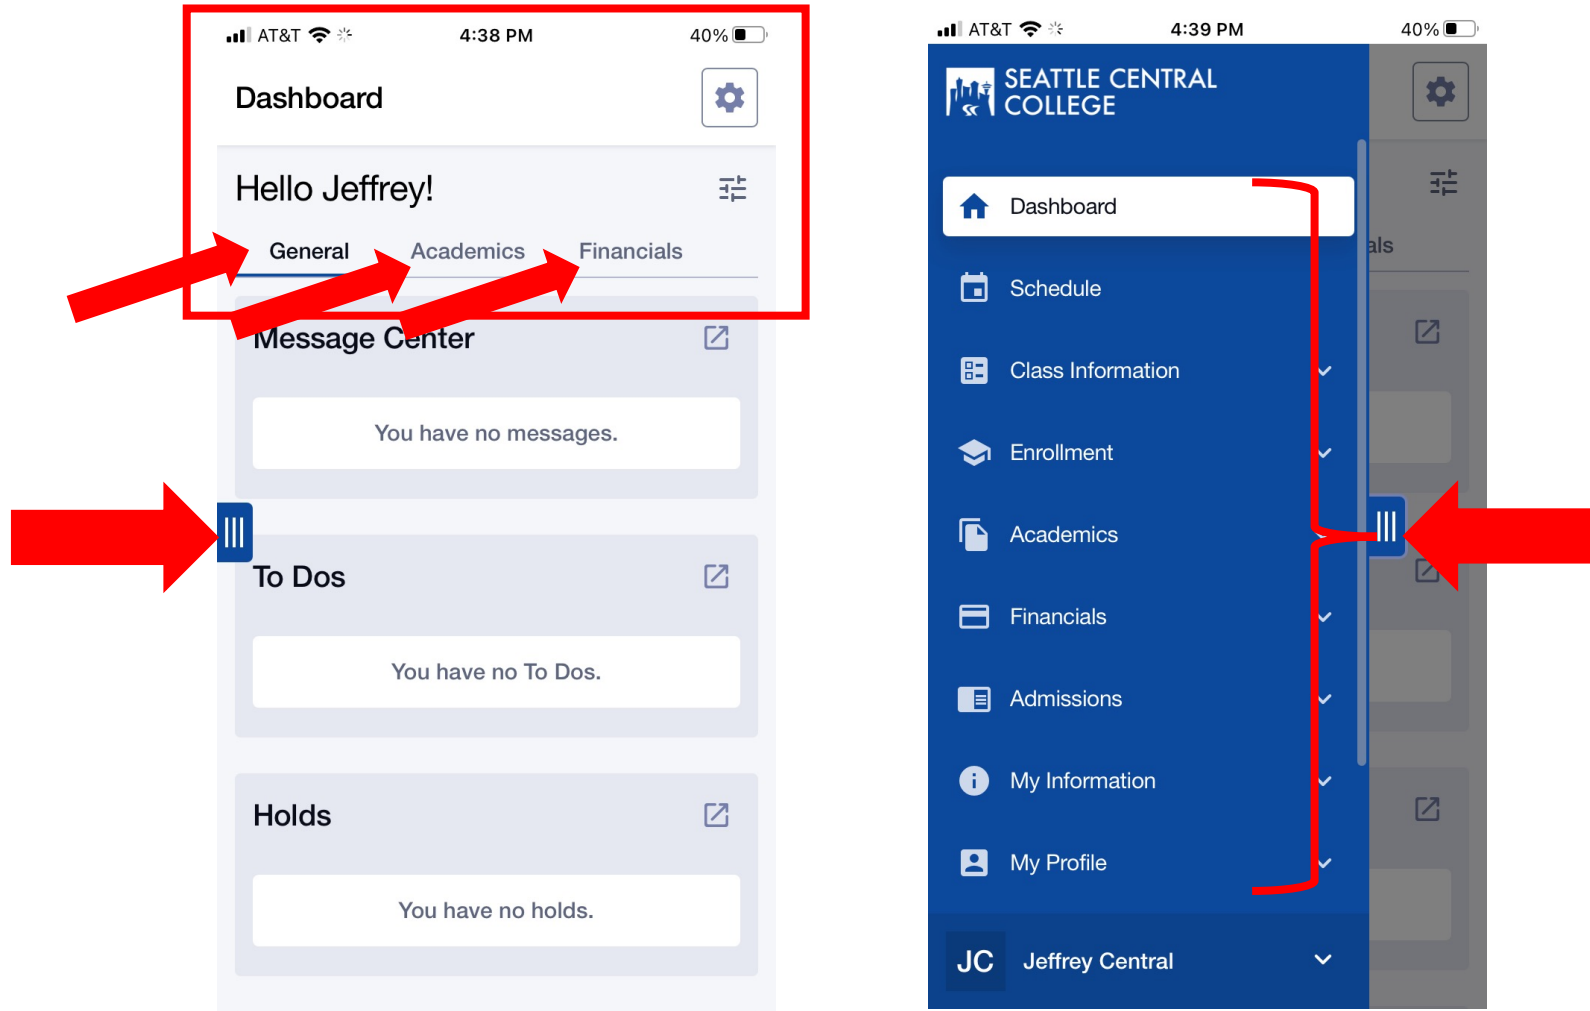 AT&T 4:38 PM 40%
Dashboard
Hello Jeffrey!
General Academics Financials
Message Center
You have no messages.
To Dos
You have no To Dos.
Holds
You have no holds.
AT&T 4:39 PM 40%
SEATTLE CENTRAL
COLLEGE
Dashboard
als
Schedule
Class Information
Enrollment
Academics
Financials
Admissions
My Information
My Profile
JC Jeffrey Central